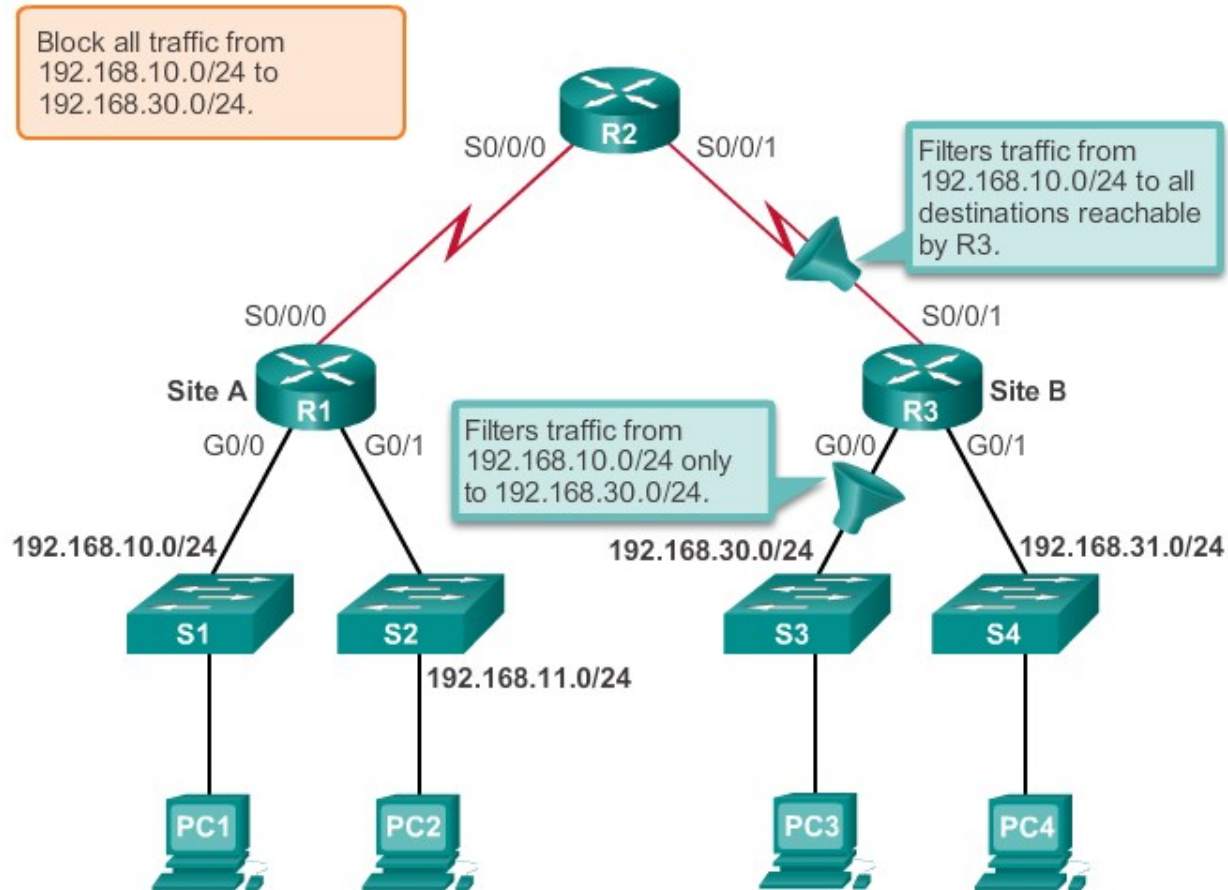 Block all traffic from
192.168.10.0/24 to
192.168.30.0/24.
R2
S0/0/0
S0/0/1
Filters traffic from
192.168.10.0/24 to all
destinations reachable
by R3.
S0/0/0
S0/0/1
Site A
R1
R3
Site B
G0/0
G0/1
Filters traffic from
192.168.10.0/24 only
to 192.168.30.0/24.
G0/0
G0/1
192.168.10.0/24
192.168.30.0/24
192.168.31.0/24
S1
S2
S3
S4
192.168.11.0/24
PC1
PC2
PC3
PC4